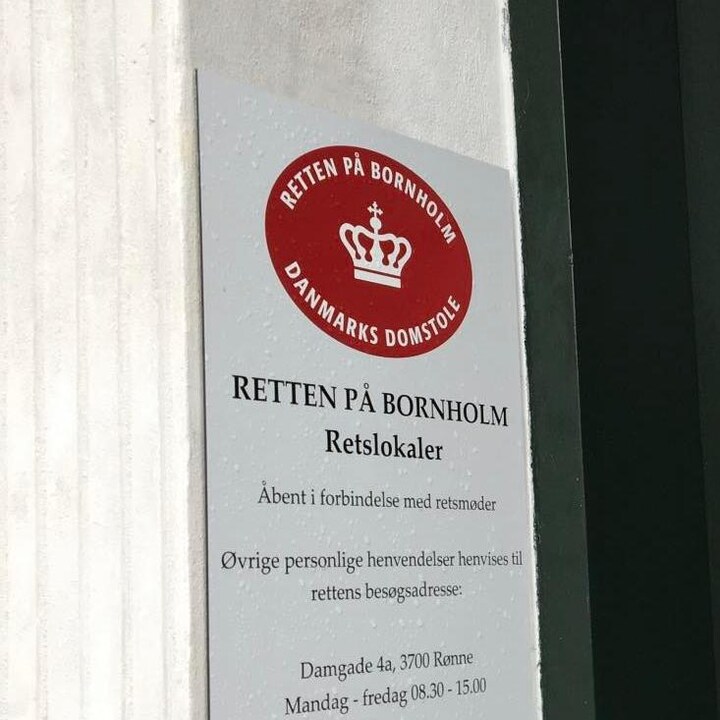 RETTEN PÅ BORNHOLM
DANMARKS DOMSTOLE
RETTEN PÅ BORNHOLM
Retslokaler
Åbent i forbindelse med retsmøder
Øvrige personlige henvendelser henvises til
rettens besøgsadresse:
Damgade 4a, 3700 Rønne
Mandag - fredag 08.30 - 15.00